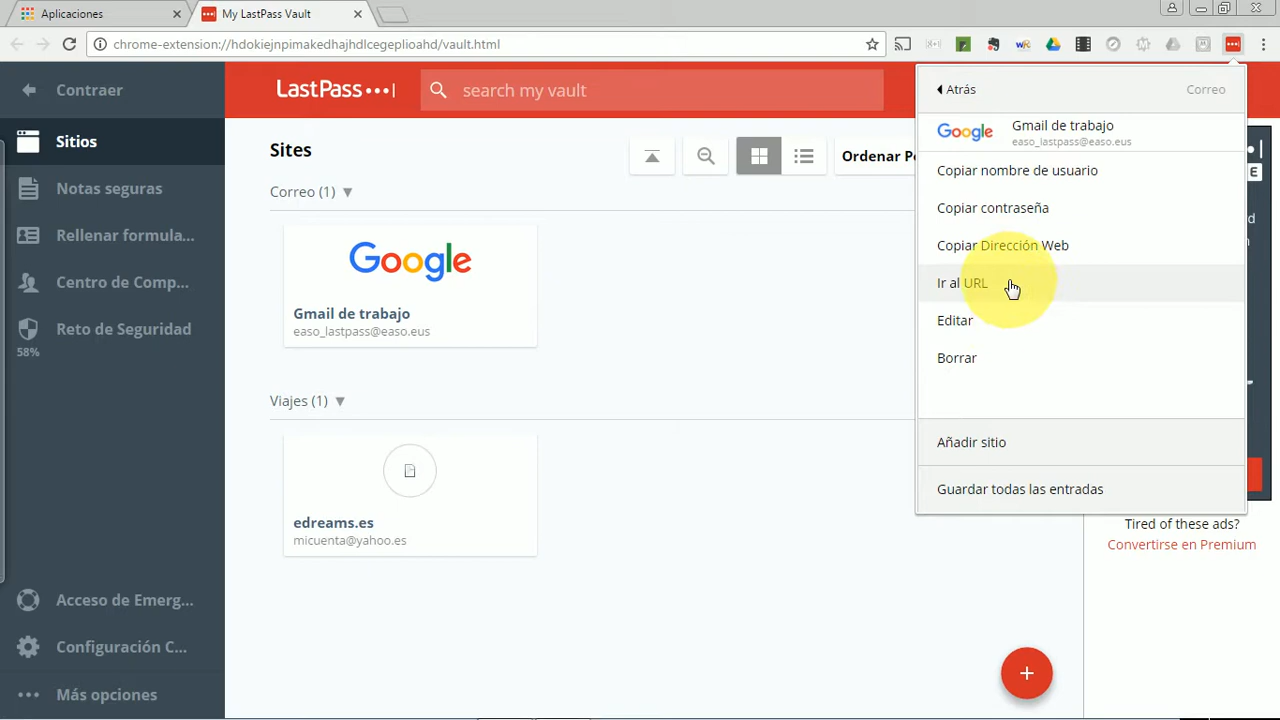 Aplicaciones
My LastPass Vault
chrome-extension://hdokiejnpimakedhajhdlcegeplioahd/vault.html
Contraer
Sitios
Notas seguras
Rellenar formula...
Centro de Comp...
Reto de Seguridad
58%
Acceso de Emerg...
Configuración C...
Más opciones
LastPass
search my vault
Sites
Ordenar P
Correo (1)
Google
Gmail de trabajo
easo_lastpass@easo.eus
Viajes (1)
edreams.es
micuenta@yahoo.es
Atrás
Correo
Google
Gmail de trabajo
easo_lastpass@easo.eus
Copiar nombre de usuario
Copiar contraseña
Copiar Dirección Web
Ir al URL
Editar
Borrar
Añadir sitio
Guardar todas las entradas
Tired of these ads?
Convertirse en Premium